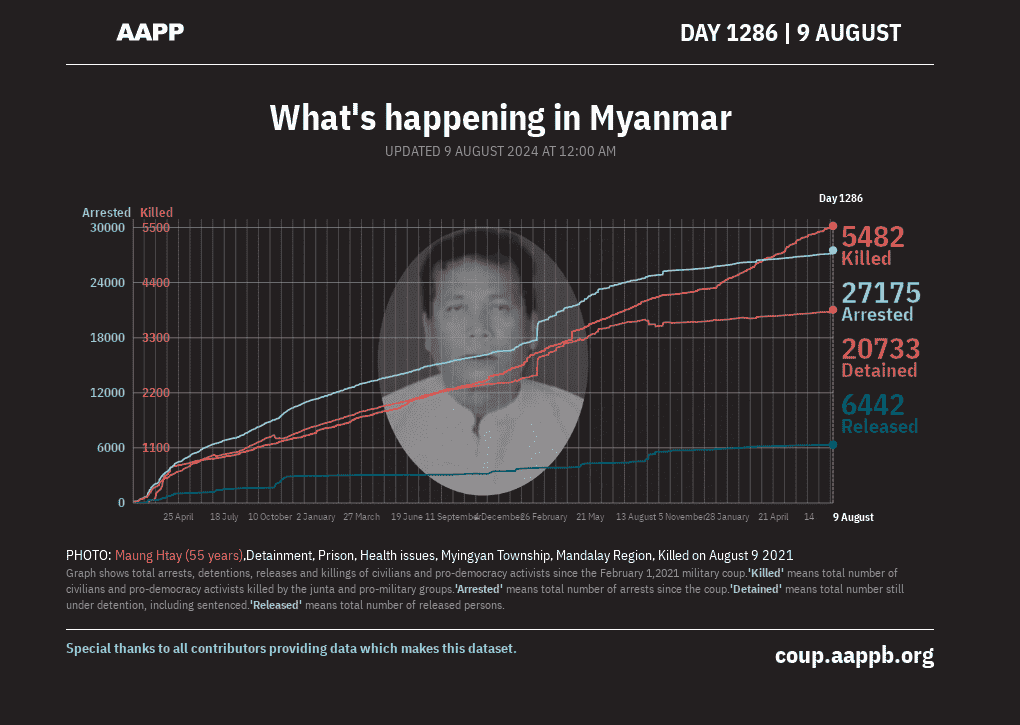 AAPP
DAY 1286 | 9 AUGUST
What's happening in Myanmar
UPDATED 9 AUGUST 2024 AT 12:00 AM
Day 1286
Arrested Killed
30000 5500
24000 4400
18000 3300
12000 2200
6000 1100
0
5482
Killed
27175
Arrested
20733
Detained
6442
Released
25 April 18 July 10 October 2 January 27 March 19 June 11 September 4 December 26 February 21 May 13 August 5 November 28 January 21 April 14 9 August
PHOTO: Maung Htay (55 years),Detainment, Prison, Health issues, Myingyan Township, Mandalay Region, Killed on August 9 2021
Graph shows total arrests, detentions, releases and killings of civilians and pro-democracy activists since the February 1,2021 military coup.'Killed' means total number of
civilians and pro-democracy activists killed by the junta and pro-military groups.'Arrested' means total number of arrests since the coup.'Detained' means total number still
under detention, including sentenced.'Released' means total number of released persons.
Special thanks to all contributors providing data which makes this dataset.
coup.aappb.org